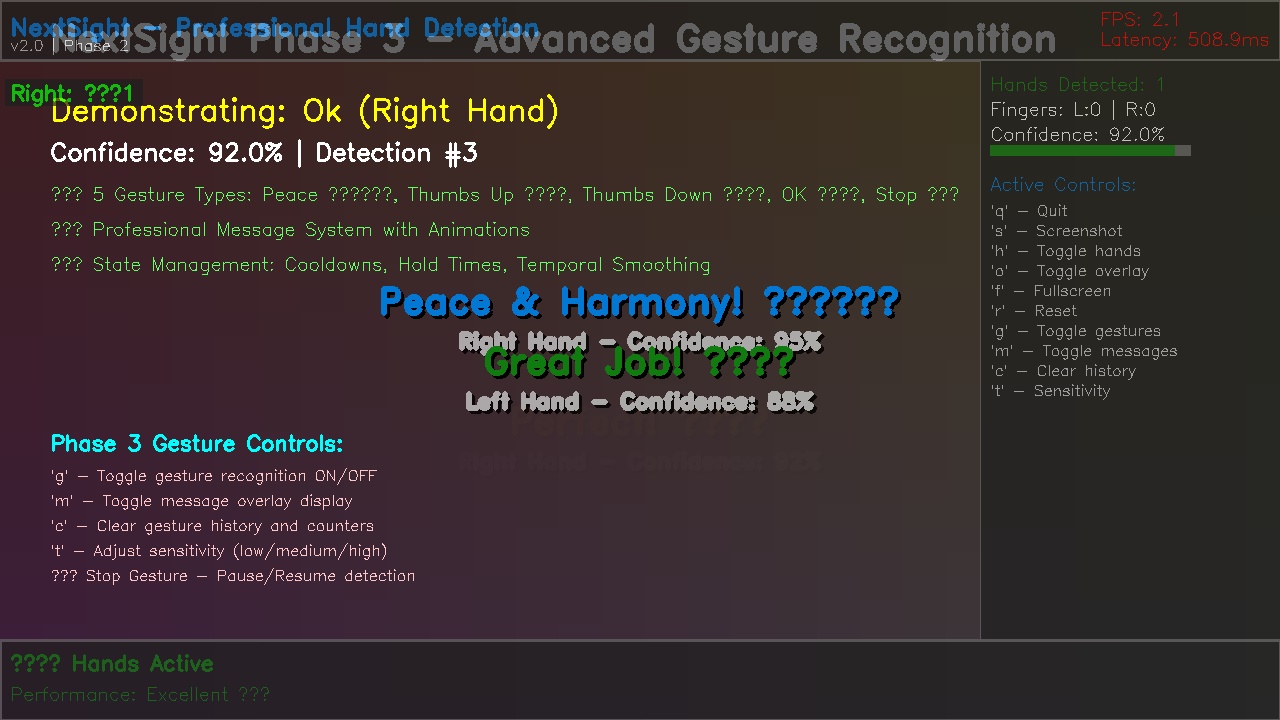 NextSight - Professional Hand Detection
NextSight Phase 3 - Advanced Gesture Recognition
v2.0 | Phase 2
FPS: 2.1
Latency: 508.9ms
Right: ???1
Demonstrating: Ok (Right Hand)
Confidence: 92.0% | Detection #3
??? 5 Gesture Types: Peace ??????, Thumbs Up ????, Thumbs Down ????, OK ????, Stop ???
??? Professional Message System with Animations
??? State Management: Cooldowns, Hold Times, Temporal Smoothing
Peace & Harmony! ??????
Right Hand - Confidence: 95%
Great Job! ????
Left Hand - Confidence: 88%
Perfect! ????
Right Hand - Confidence: 92%
Phase 3 Gesture Controls:
'g' - Toggle gesture recognition ON/OFF
'm' - Toggle message overlay display
'c' - Clear gesture history and counters
't' - Adjust sensitivity (low/medium/high)
??? Stop Gesture - Pause/Resume detection
Hands Detected: 1
Fingers: L:0 | R:0
Confidence: 92.0%
Active Controls:
'q' - Quit
's' - Screenshot
'h' - Toggle hands
'o' - Toggle overlay
'f' - Fullscreen
'r' - Reset
'g' - Toggle gestures
'm' - Toggle messages
'c' - Clear history
't' - Sensitivity
???? Hands Active
Performance: Excellent ???